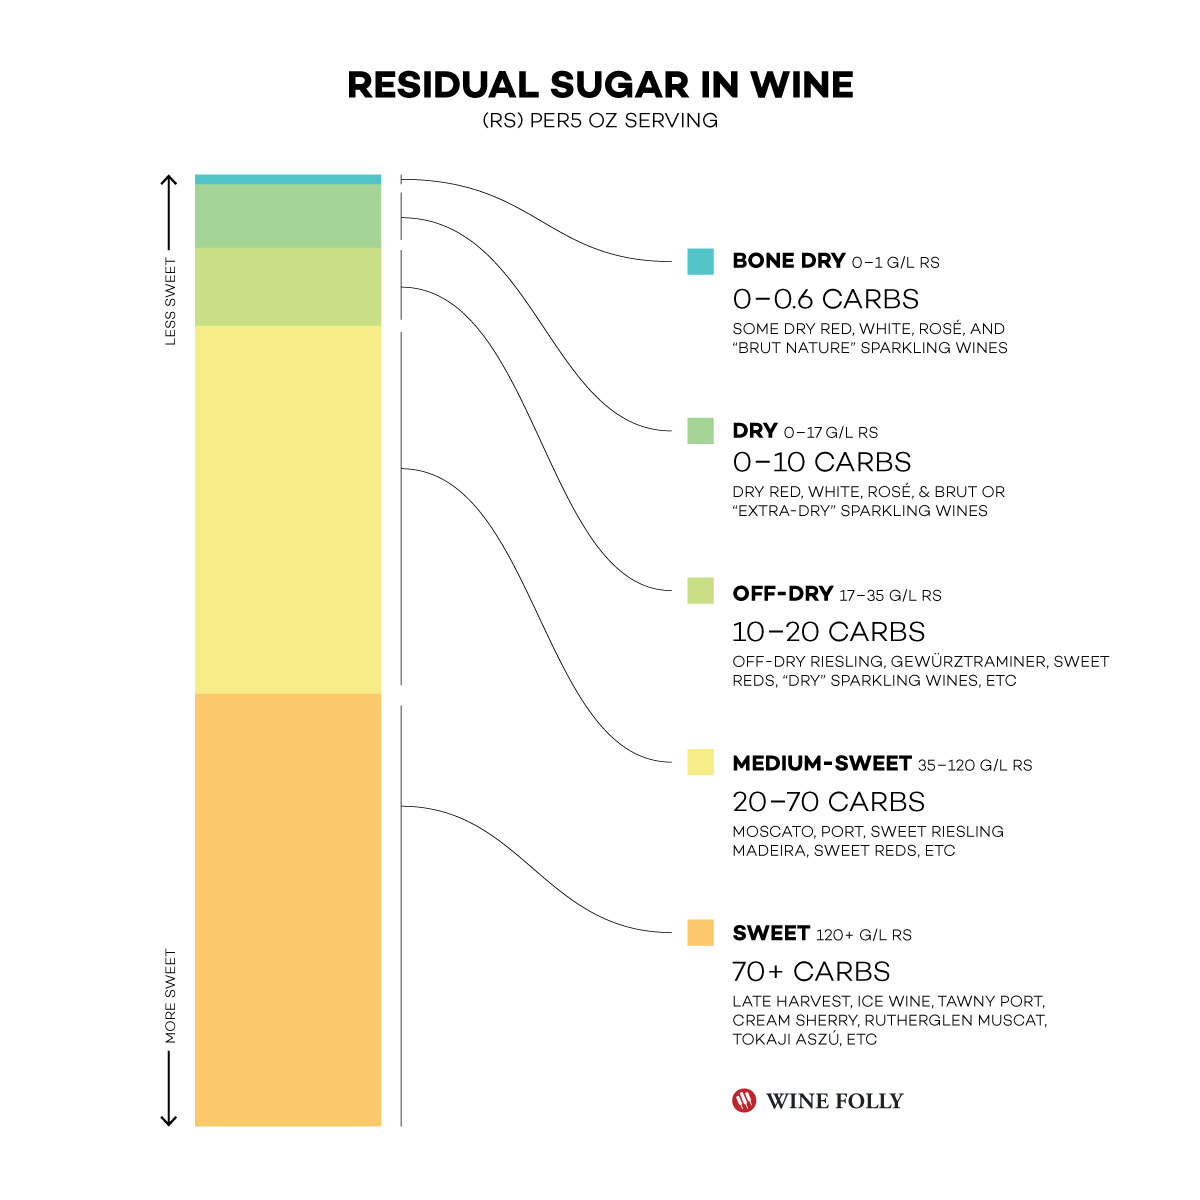 RESIDUAL SUGAR IN WINE
(RS) PER5 OZ SERVING
LESS SWEET
MORE SWEET
BONE DRY 0–1 G/L RS
0–0.6 CARBS
SOME DRY RED, WHITE, ROSÉ, AND
“BRUT NATURE” SPARKLING WINES
DRY 0–17 G/L RS
0–10 CARBS
DRY RED, WHITE, ROSÉ, & BRUT OR
“EXTRA-DRY” SPARKLING WINES
OFF-DRY 17–35 G/L RS
10–20 CARBS
OFF-DRY RIESLING, GEWÜRZTRAMINER, SWEET
REDS, “DRY” SPARKLING WINES, ETC
MEDIUM-SWEET 35–120 G/L RS
20–70 CARBS
MOSCATO, PORT, SWEET RIESLING
MADEIRA, SWEET REDS, ETC
SWEET 120+ G/L RS
70+ CARBS
LATE HARVEST, ICE WINE, TAWNY PORT,
CREAM SHERRY, RUTHERGLEN MUSCAT,
TOKAJI ASZÚ, ETC
WINE FOLLY